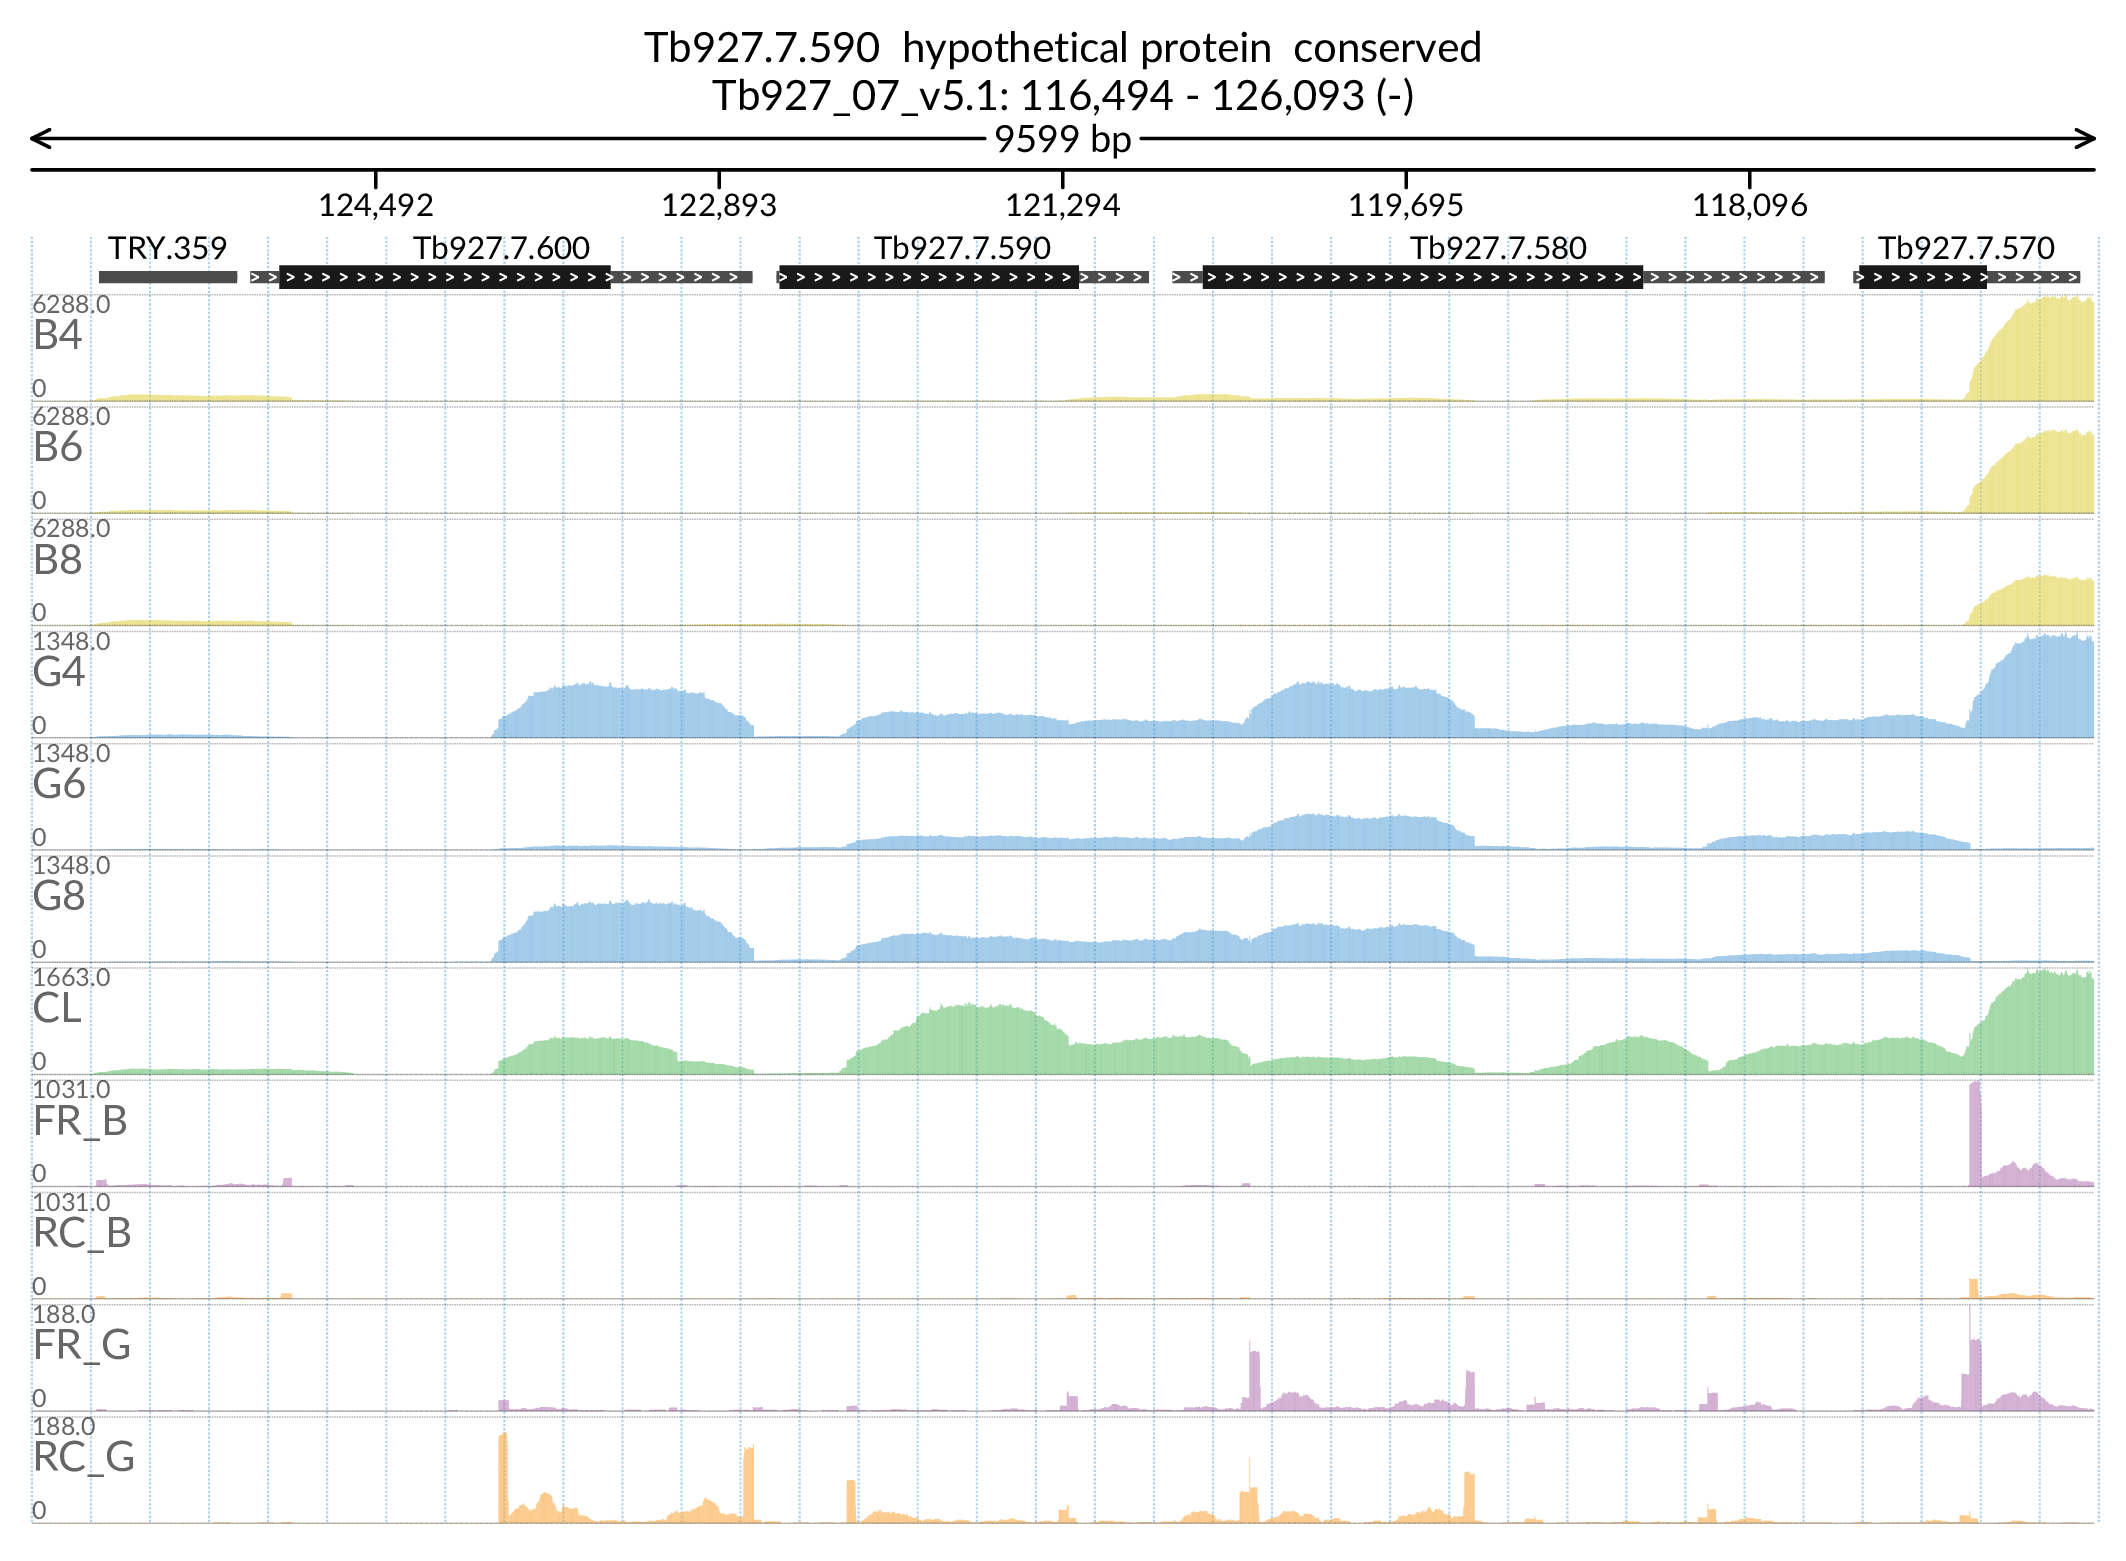 Tb927.7.590  hypothetical protein  conserved
Tb927_07_v5.1: 116,494 - 126,093 (-)
9599 bp
124,492 122,893 121,294 119,695 118,096
TRY.359 Tb927.7.600 Tb927.7.590 Tb927.7.580 Tb927.7.570
6288.0
B4
0
6288.0
B6
0
6288.0
B8
0
1348.0
G4
0
1348.0
G6
0
1348.0
G8
0
1663.0
CL
0
1031.0
FR_B
0
1031.0
RC_B
0
188.0
FR_G
0
188.0
RC_G
0